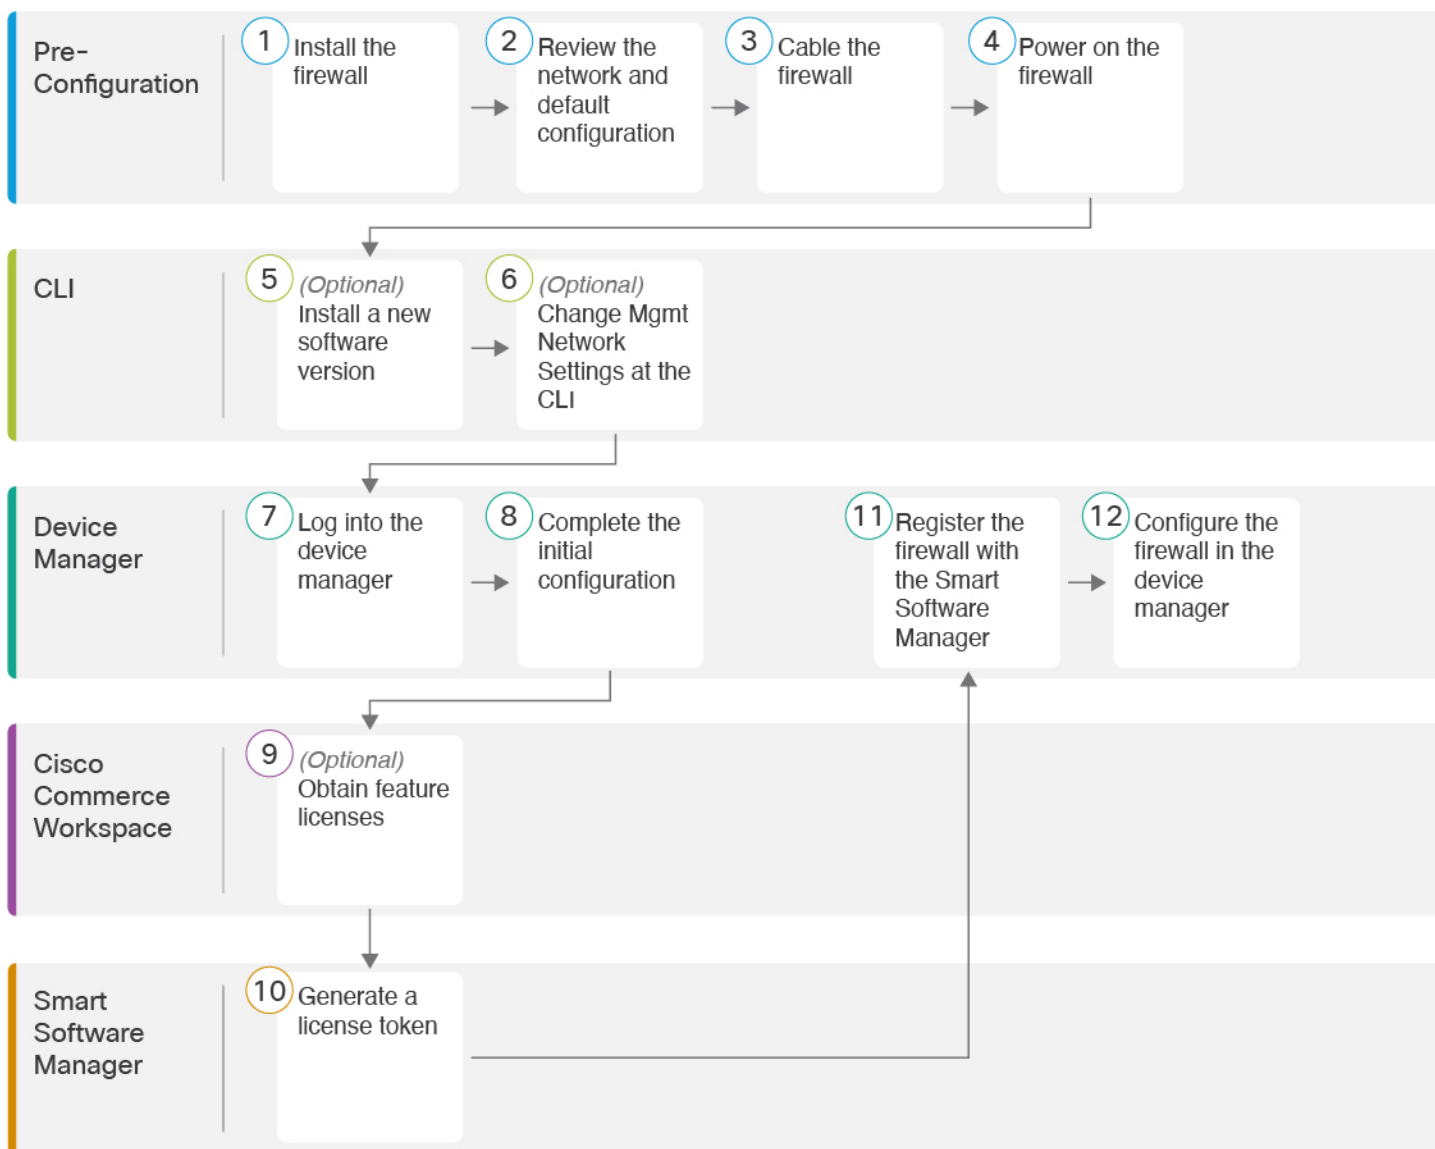 Pre-
Configuration
1
Install the
firewall
2
Review the
network and
default
configuration
3
Cable the
firewall
4
Power on the
firewall
CLI
5
(Optional)
Install a new
software
version
6
(Optional)
Change Mgmt
Network
Settings at the
CLI
Device
Manager
7
Log into the
device
manager
8
Complete the
initial
configuration
11
Register the
firewall with
the Smart
Software
Manager
12
Configure the
firewall in the
device
manager
Cisco
Commerce
Workspace
9
(Optional)
Obtain feature
licenses
Smart
Software
Manager
10
Generate a
license token